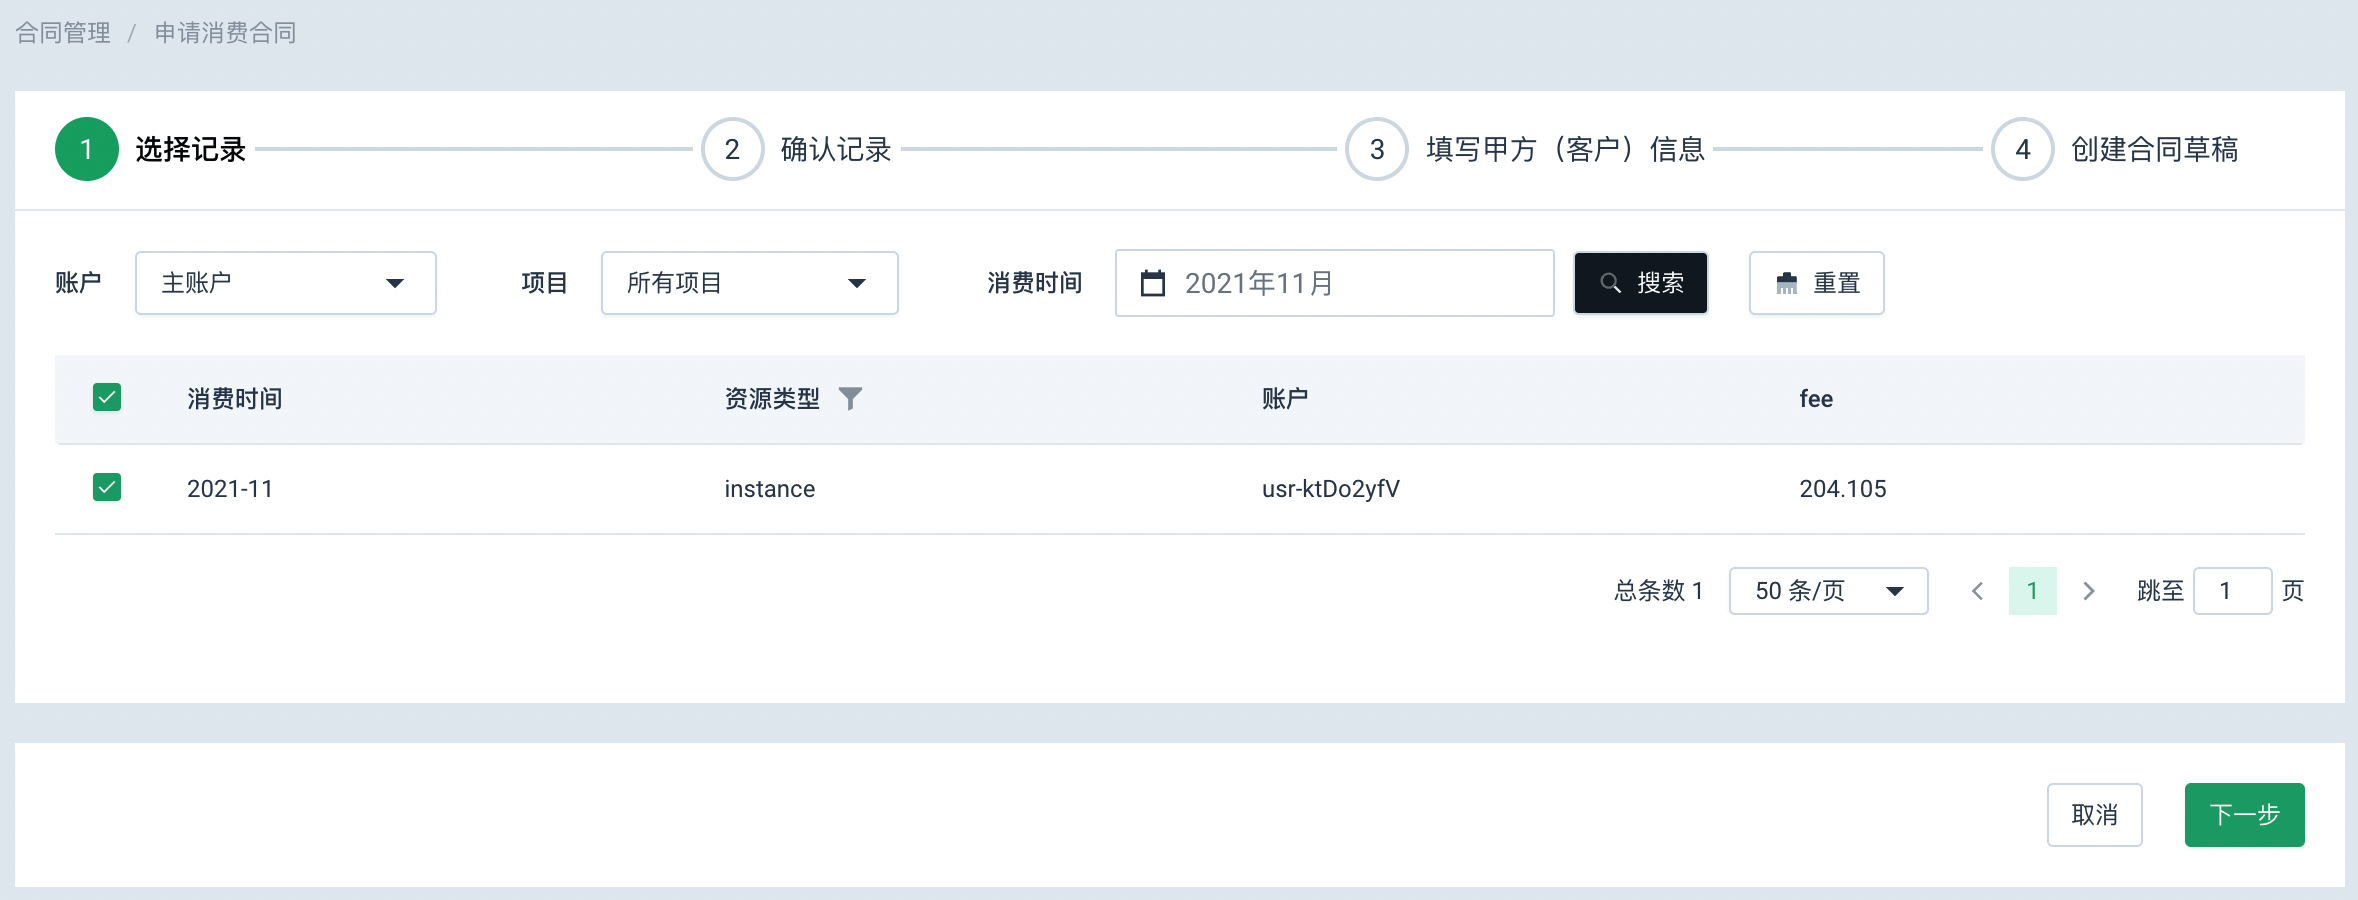 合同管理 / 申请消费合同
1 选择记录 2 确认记录 3 填写甲方（客户）信息 4 创建合同草稿
账户 主账户 项目 所有项目 消费时间 2021年11月 搜索 重置
消费时间 资源类型 账户 fee
2021-11 instance usr-ktDo2yfV 204.105
总条数 1 50 条/页 1 跳至 1 页
取消 下一步